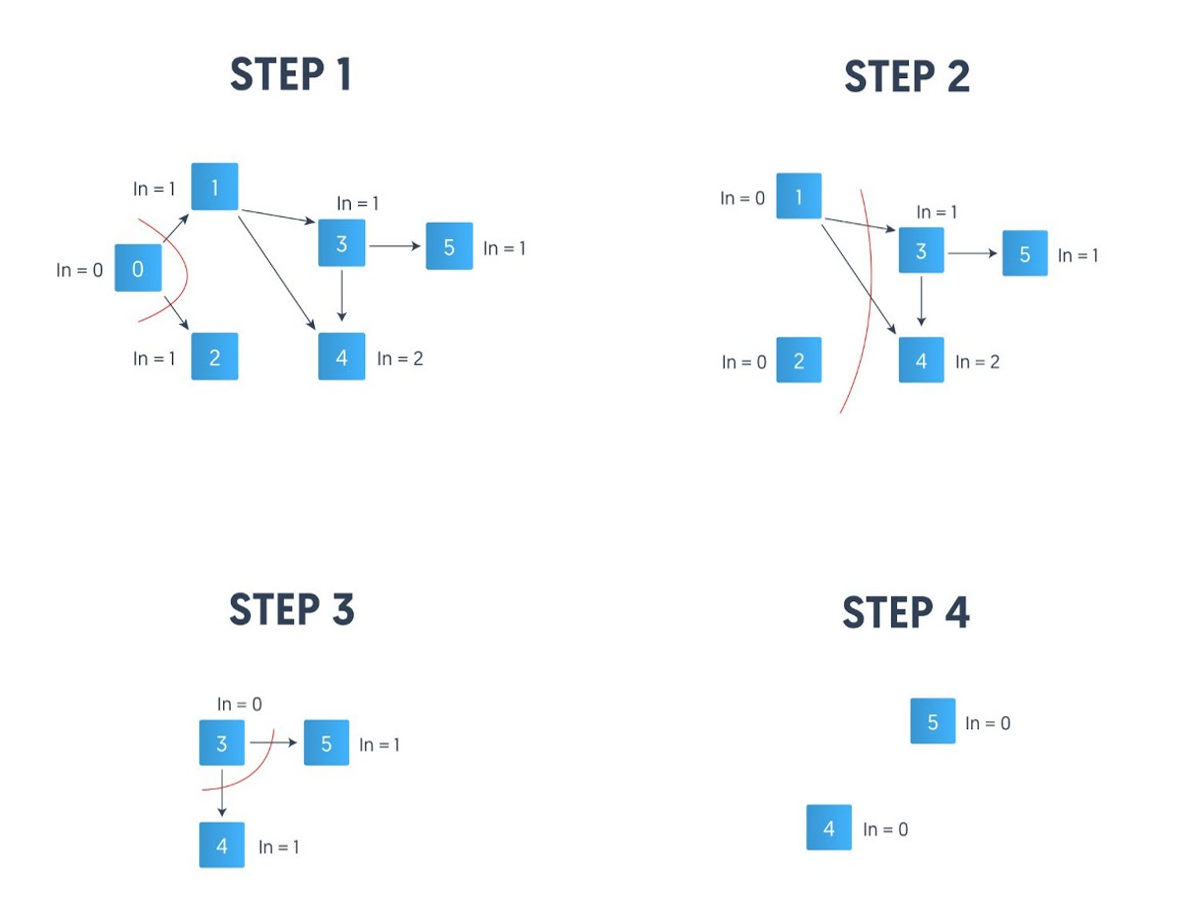 STEP 1
In = 1
1
In = 1
3
5
In = 1
In = 0
0
In = 1
2
4
In = 2
STEP 2
In = 0
1
In = 1
3
5
In = 1
In = 0
2
4
In = 2
STEP 3
In = 0
3
5
In = 1
4
In = 1
STEP 4
5
In = 0
4
In = 0